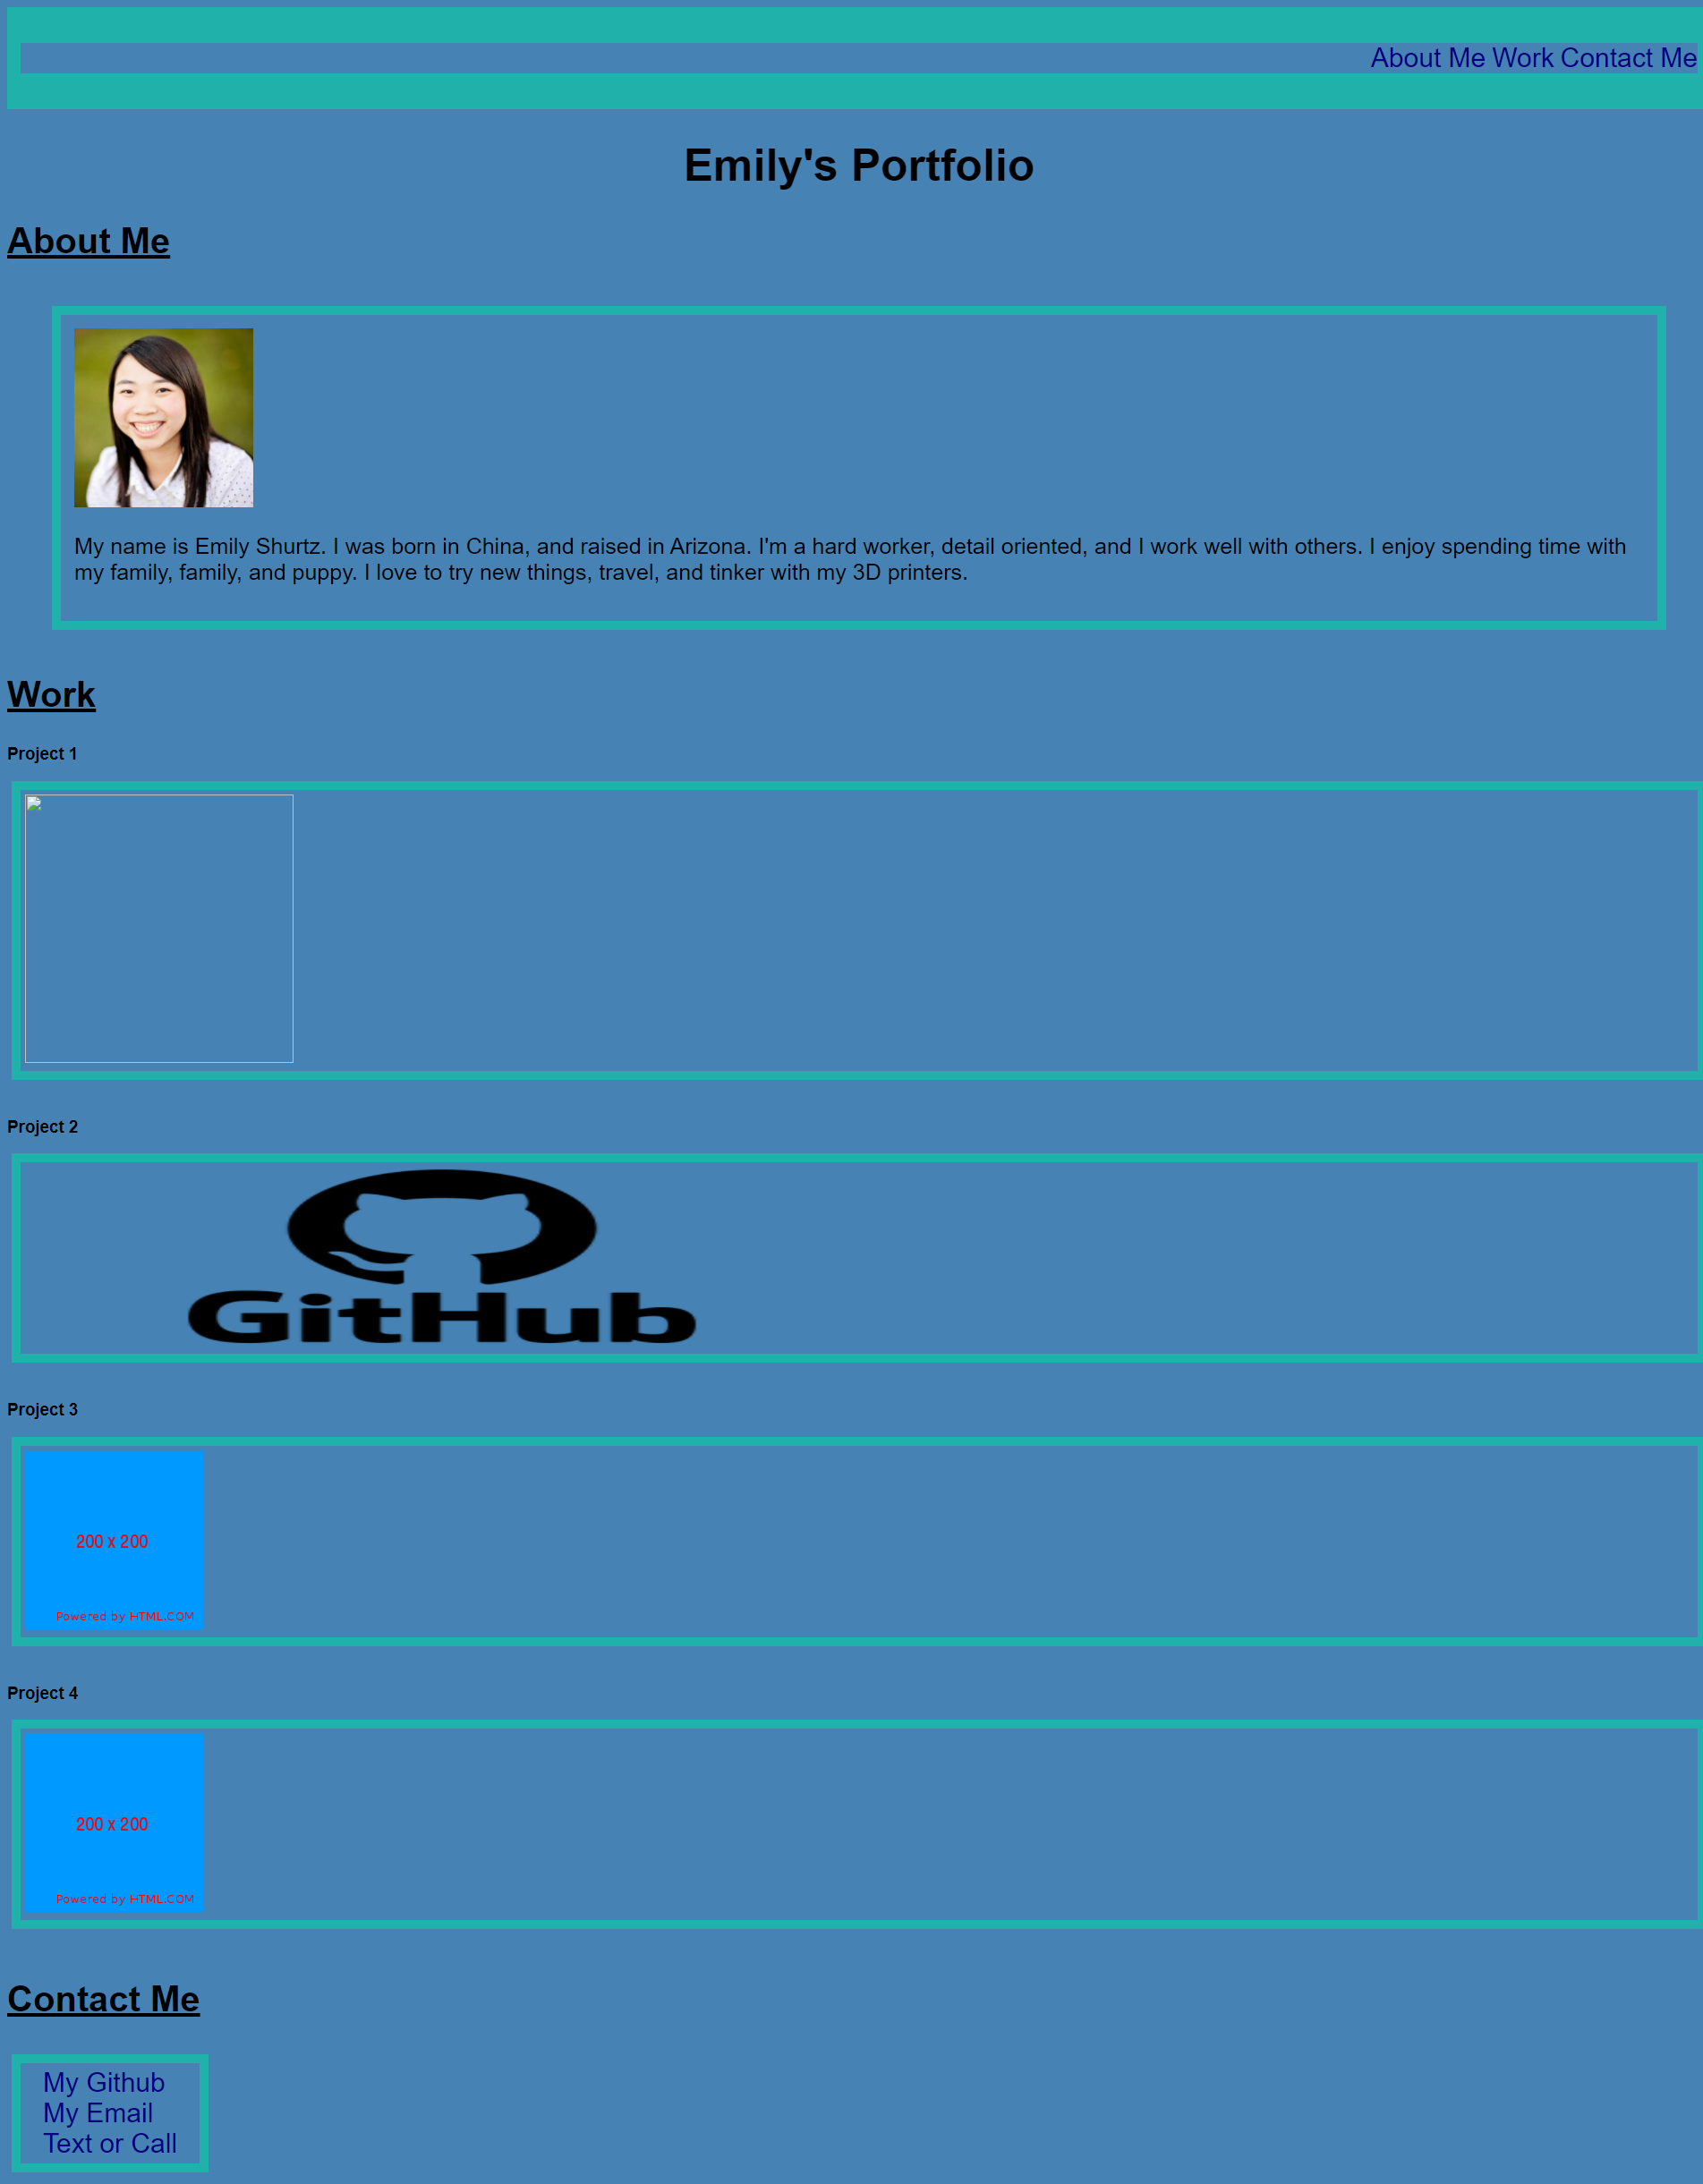 About Me Work Contact Me
Emily's Portfolio
About Me
My name is Emily Shurtz. I was born in China, and raised in Arizona. I'm a hard worker, detail oriented, and I work well with others. I enjoy spending time with
my family, family, and puppy. I love to try new things, travel, and tinker with my 3D printers.
Work
Project 1
Project 2
GitHub
Project 3
200 x 200
Powered by HTML.COM
Project 4
200 x 200
Powered by HTML.COM
Contact Me
My Github
My Email
Text or Call